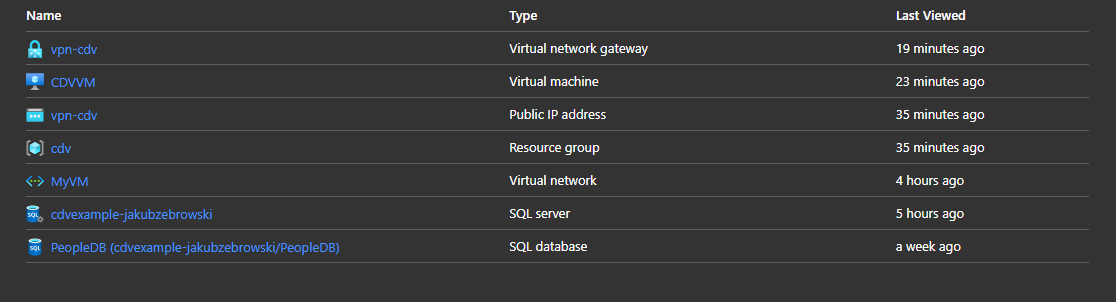 Name Type Last Viewed
vpn-cdv Virtual network gateway 19 minutes ago
CDVVM Virtual machine 23 minutes ago
vpn-cdv Public IP address 35 minutes ago
cdv Resource group 35 minutes ago
MyVM Virtual network 4 hours ago
SQL cdvexample-jakubzebrowski SQL server 5 hours ago
SQL PeopleDB (cdvexample-jakubzebrowski/PeopleDB) SQL database a week ago